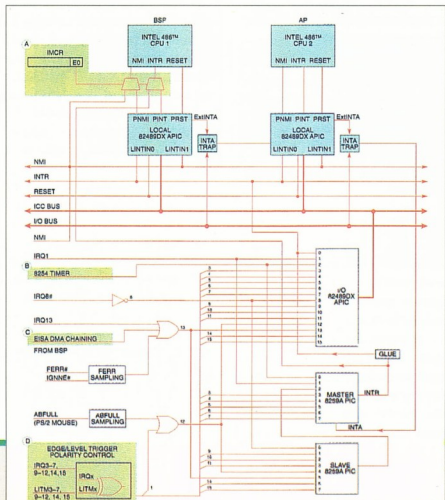 BSP
AP
A
IMCR
E0
INTEL 486™
CPU 1
NMI INTR RESET
INTEL 486™
CPU 2
NMI INTR RESET
PNMI PINT PRST
LOCAL
82489DX APIC
LINTIN0 LINTIN1
ExtINTA
INTA
TRAP
PNMI PINT PRST
LOCAL
82489DX APIC
LINTIN0 LINTIN1
ExtINTA
INTA
TRAP
NMI
INTR
RESET
ICC BUS
I/O BUS
NMI
IRQ1
B
8254 TIMER
IRQ8#
8
IRQ13
C
EISA DMA CHAINING
FROM BSP
13
FERR#
IGNNE#
FERR
SAMPLING
ABFULL
(PS/2 MOUSE)
ABFULL
SAMPLING
12
D
EDGE/LEVEL TRIGGER
POLARITY CONTROL
IRQ3–7,
9–12,14,15
IRQx
LITM3–7,
9–12, 14, 15
LITMx
1
I/O
82489DX
APIC
GLUE
MASTER
8259A PIC
INTR
INTA
SLAVE
8259A PIC